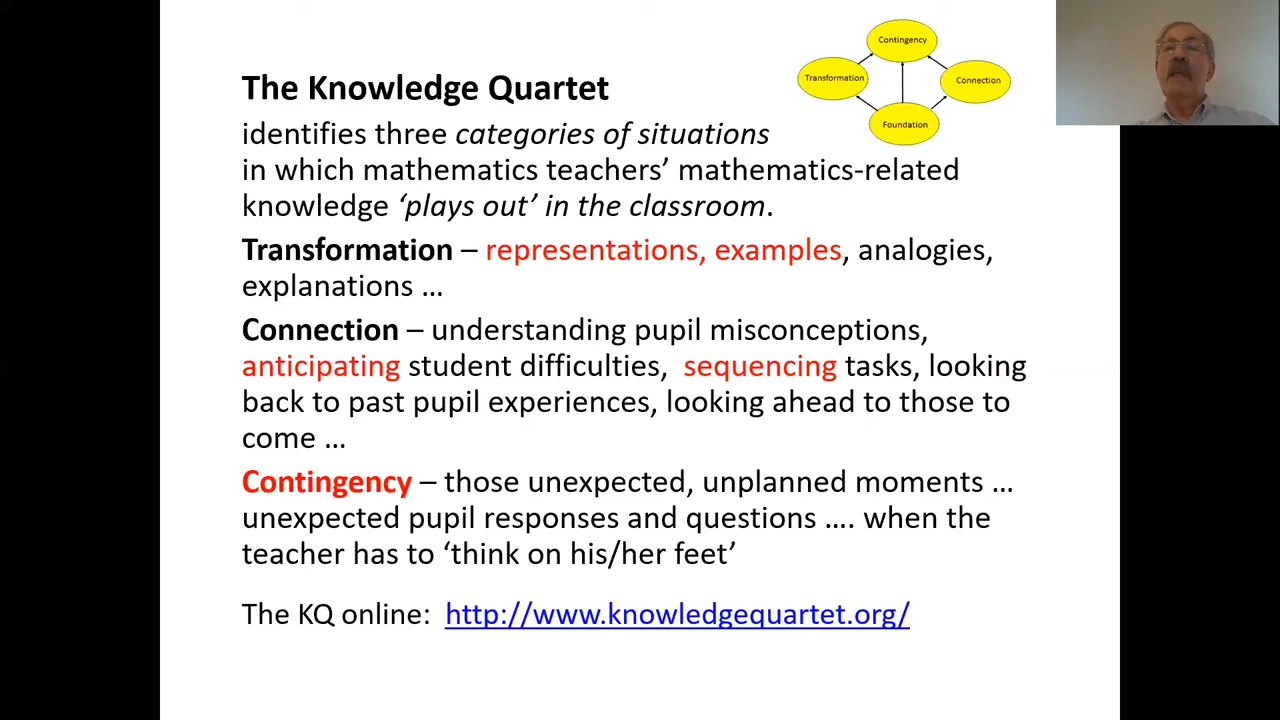 Contingency
Transformation
Connection
Foundation
The Knowledge Quartet
identifies three categories of situations
in which mathematics teachers’ mathematics-related
knowledge ‘plays out’ in the classroom.
Transformation – representations, examples, analogies,
explanations …
Connection – understanding pupil misconceptions,
anticipating student difficulties,  sequencing tasks, looking
back to past pupil experiences, looking ahead to those to
come …
Contingency – those unexpected, unplanned moments …
unexpected pupil responses and questions …. when the
teacher has to ‘think on his/her feet’
The KQ online:  http://www.knowledgequartet.org/